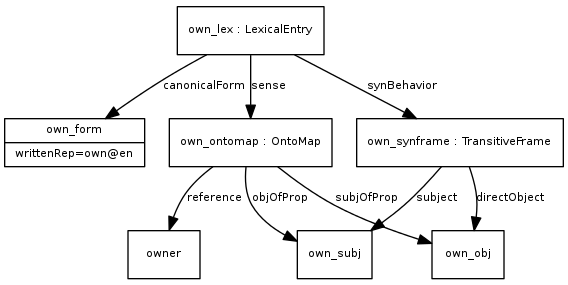 own_lex : LexicalEntry
canonicalForm
sense
synBehavior
own_form
writtenRep=own@en
own_ontomap : OntoMap
own_synframe : TransitiveFrame
reference
objOfProp
subjOfProp
subject
directObject
owner
own_subj
own_obj